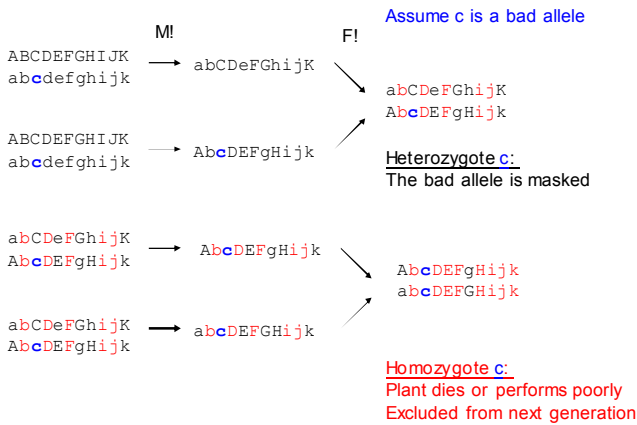 Assume c is a bad allele
M!
F!
ABCDEFGHIJK
abcdefghijk
abCDeFGhijK
abCDeFGhijK
AbcDEFgHijk
ABCDEFGHIJK
abcdefghijk
AbcDEFgHijk
Heterozygote c:
The bad allele is masked
abCDeFGhijK
AbcDEFgHijk
AbcDEFgHijk
AbcDEFgHijk
abcDEFGHijk
abCDeFGhijK
AbcDEFgHijk
abcDEFGHijk
Homozygote c:
Plant dies or performs poorly
Excluded from next generation